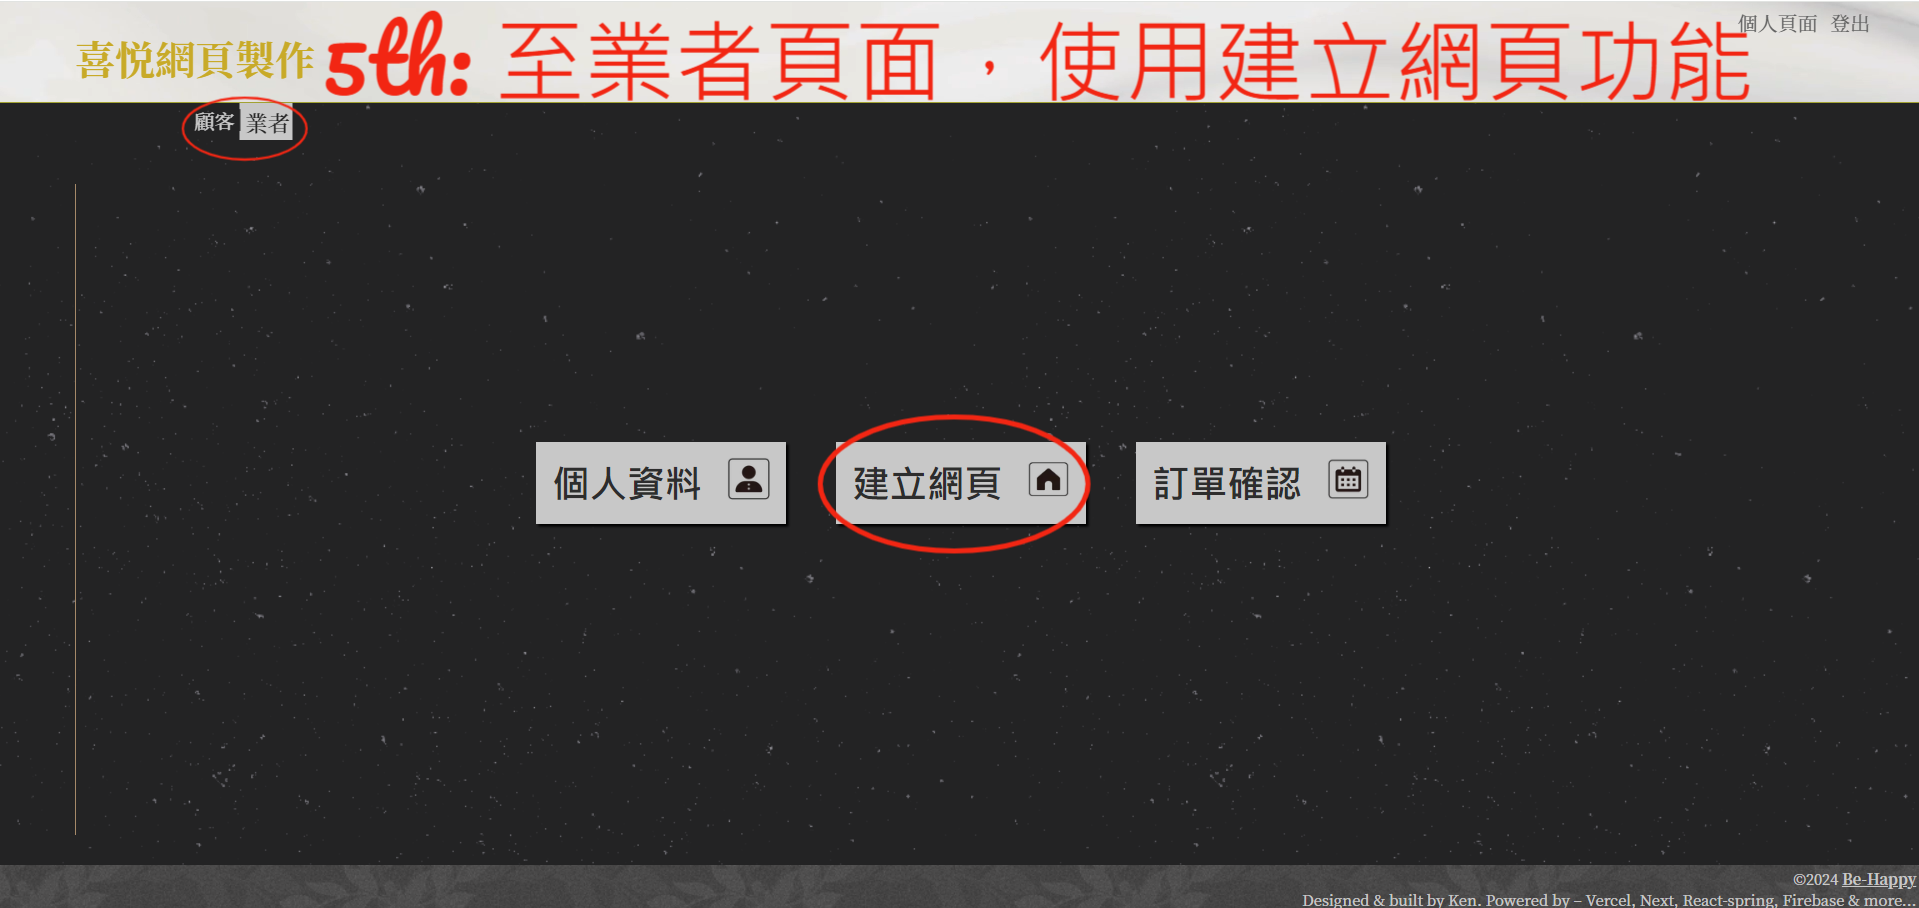 喜悅網頁製作
5th: 至業者頁面，使用建立網頁功能
個人頁面 登出
顧客 業者
個人資料
建立網頁
訂單確認
©2024 Be-Happy
Designed & built by Ken. Powered by – Vercel, Next, React-spring, Firebase & more...